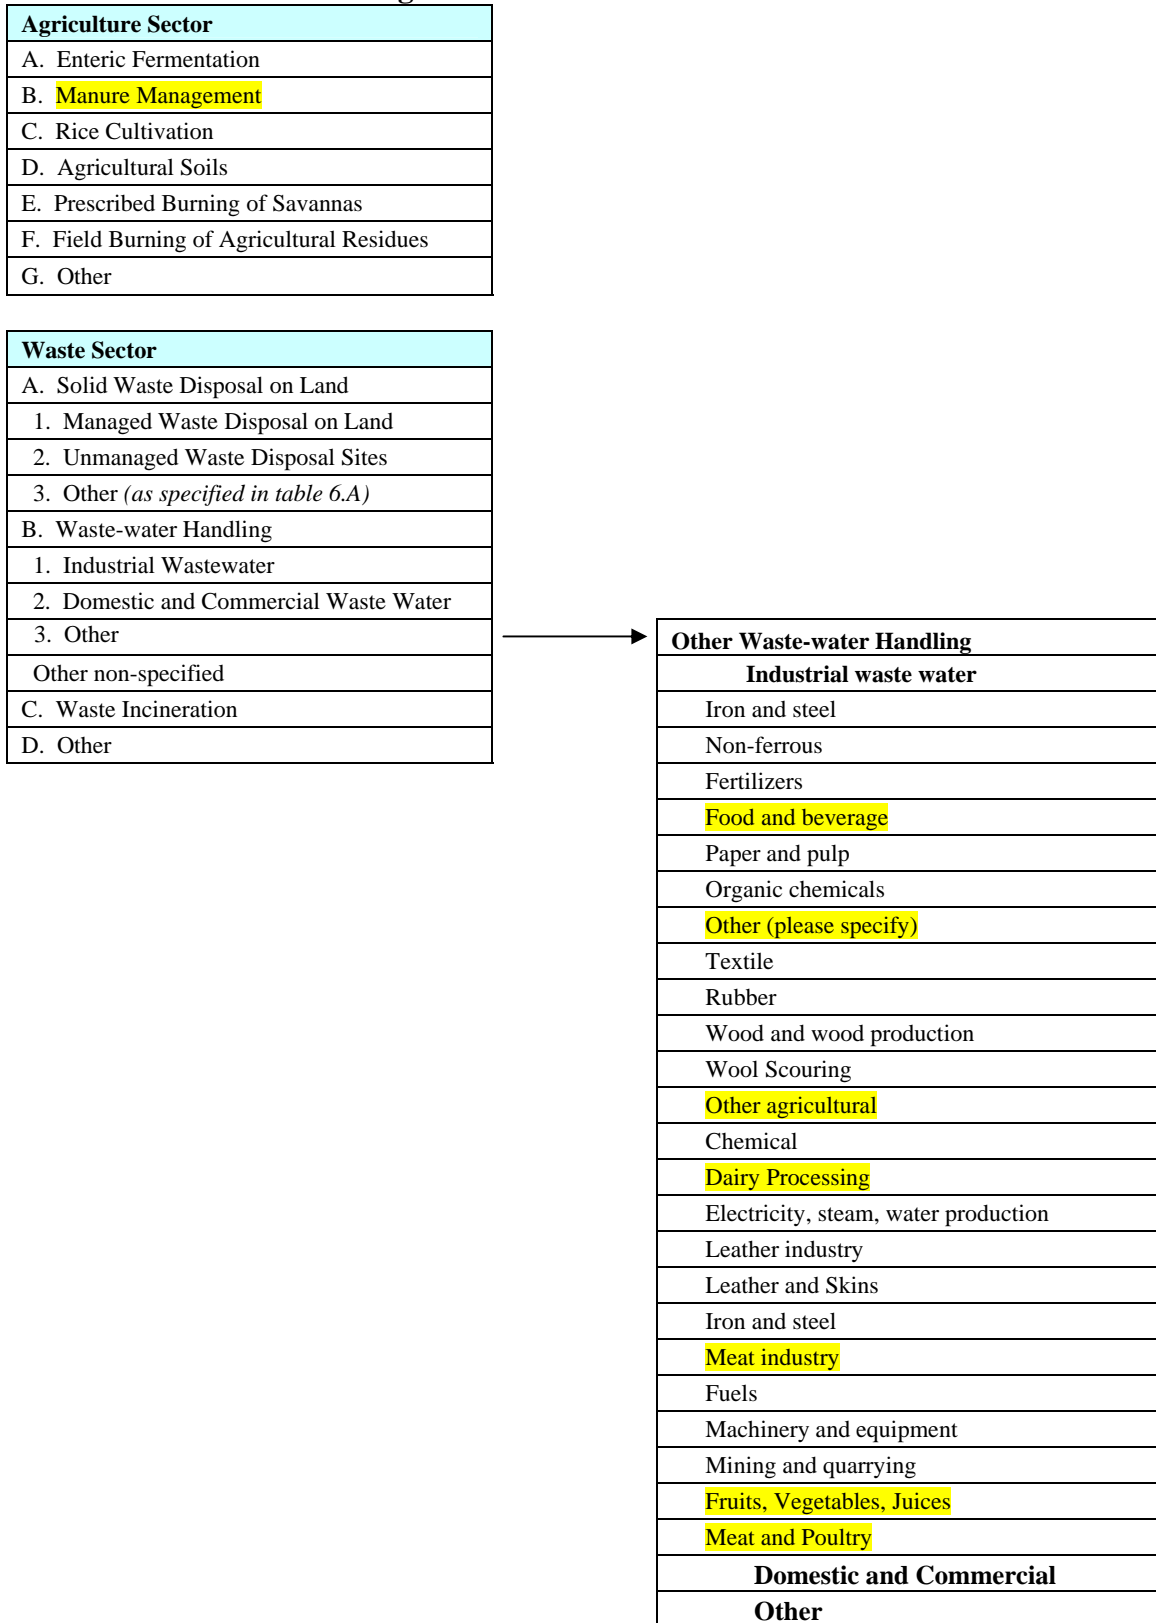 Agriculture Sector
A. Enteric Fermentation
B. Manure Management
C. Rice Cultivation
D. Agricultural Soils
E. Prescribed Burning of Savannas
F. Field Burning of Agricultural Residues
G. Other
Waste Sector
A. Solid Waste Disposal on Land
1. Managed Waste Disposal on Land
2. Unmanaged Waste Disposal Sites
3. Other (as specified in table 6.A)
B. Waste-water Handling
1. Industrial Wastewater
2. Domestic and Commercial Waste Water
3. Other
Other non-specified
C. Waste Incineration
D. Other
Other Waste-water Handling
Industrial waste water
Iron and steel
Non-ferrous
Fertilizers
Food and beverage
Paper and pulp
Organic chemicals
Other (please specify)
Textile
Rubber
Wood and wood production
Wool Scouring
Other agricultural
Chemical
Dairy Processing
Electricity, steam, water production
Leather industry
Leather and Skins
Iron and steel
Meat industry
Fuels
Machinery and equipment
Mining and quarrying
Fruits, Vegetables, Juices
Meat and Poultry
Domestic and Commercial
Other